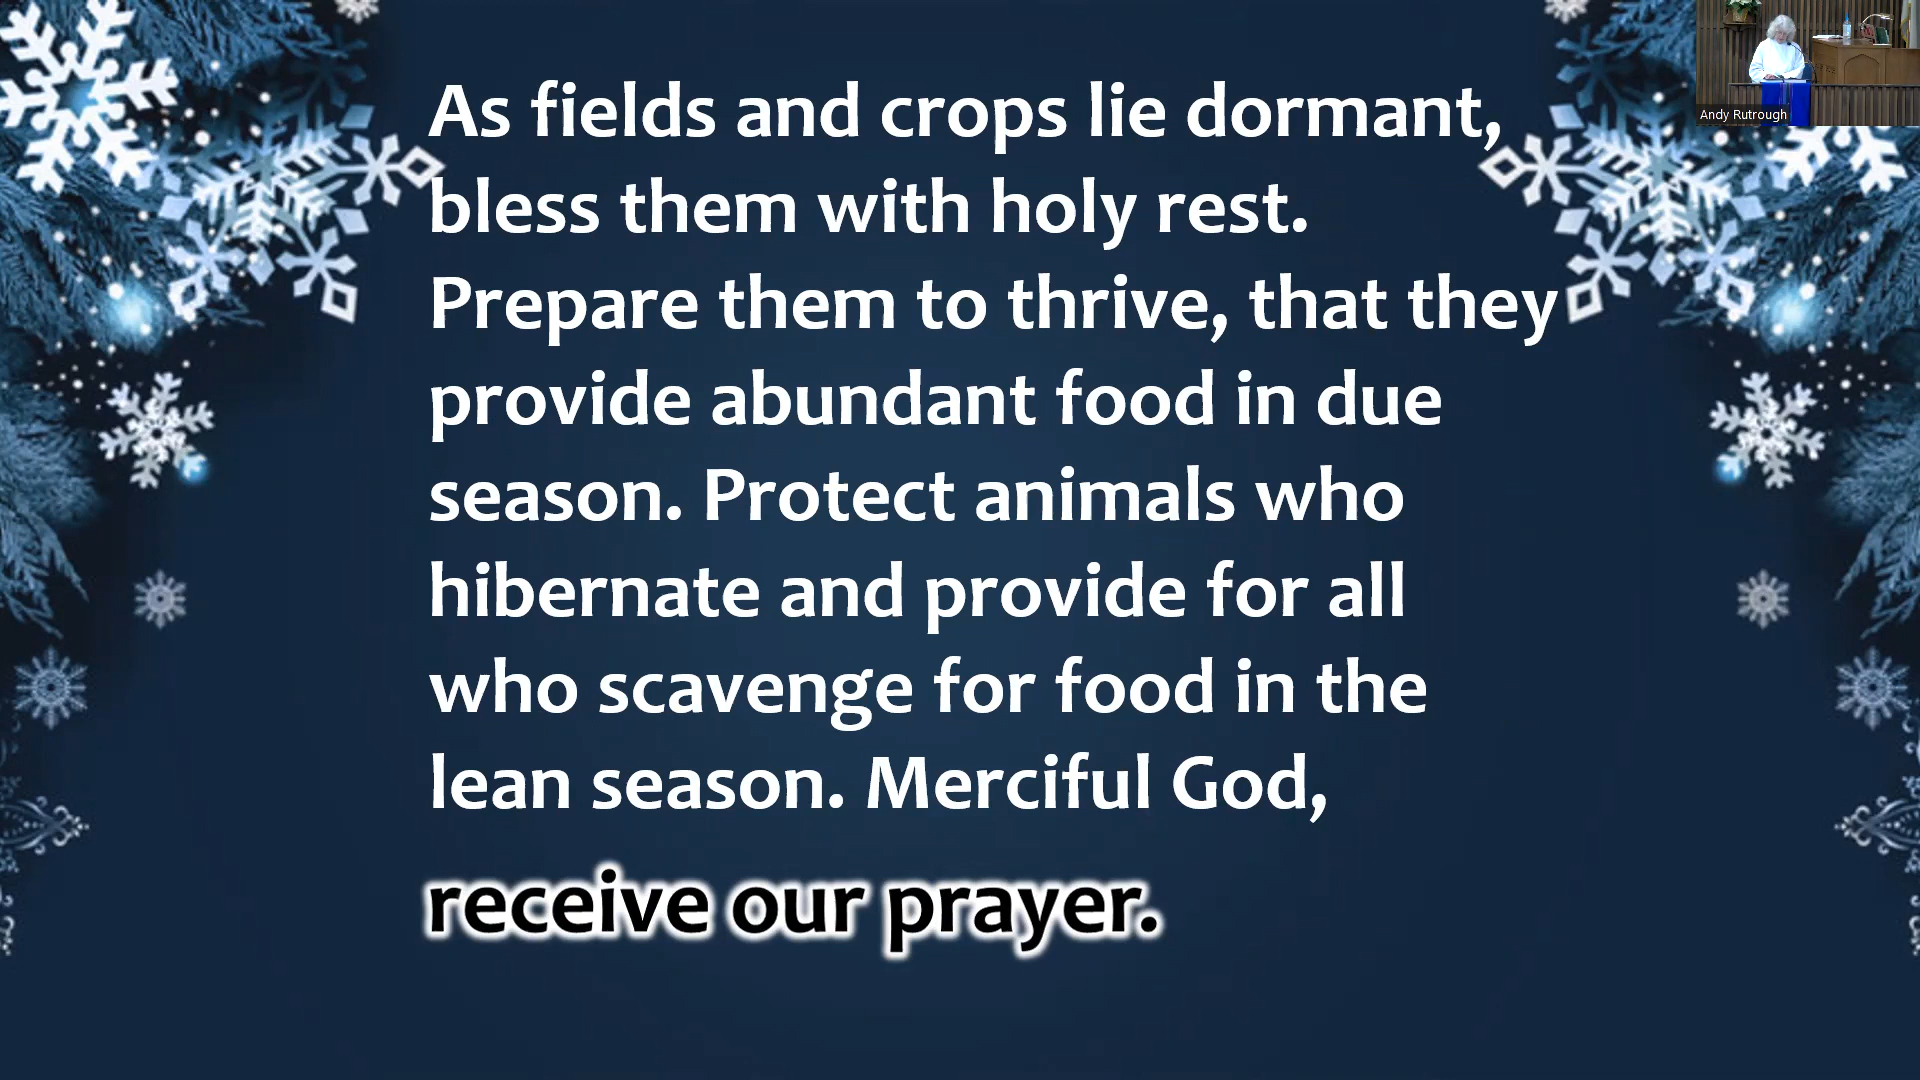 As fields and crops lie dormant,
bless them with holy rest.
Prepare them to thrive, that they
provide abundant food in due
season. Protect animals who
hibernate and provide for all
who scavenge for food in the
lean season. Merciful God,
receive our prayer.
Andy Rutrough